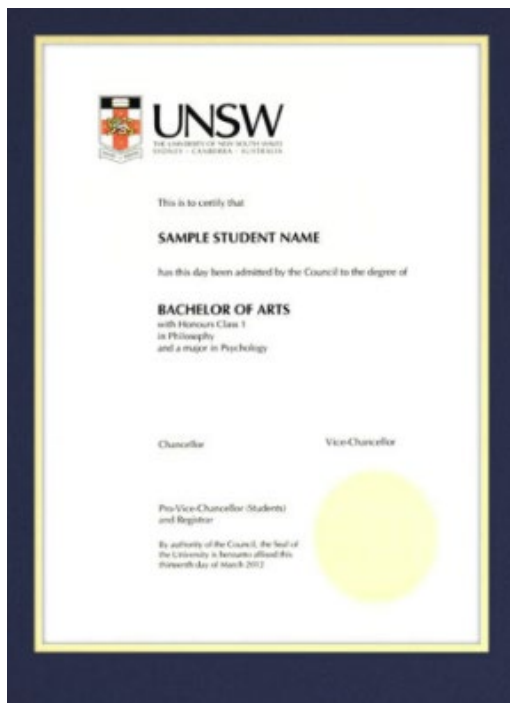 UNSW
THE UNIVERSITY OF NEW SOUTH WALES
SYDNEY · CANBERRA · AUSTRALIA
This is to certify that
SAMPLE STUDENT NAME
has this day been admitted by the Council to the degree of
BACHELOR OF ARTS
with Honours Class 1
in Philosophy
and a major in Psychology
Chancellor
Vice-Chancellor
Pro-Vice-Chancellor (Students)
and Registrar
By authority of the Council, the Seal of
the University is hereunto affixed this
thirteenth day of March 2012